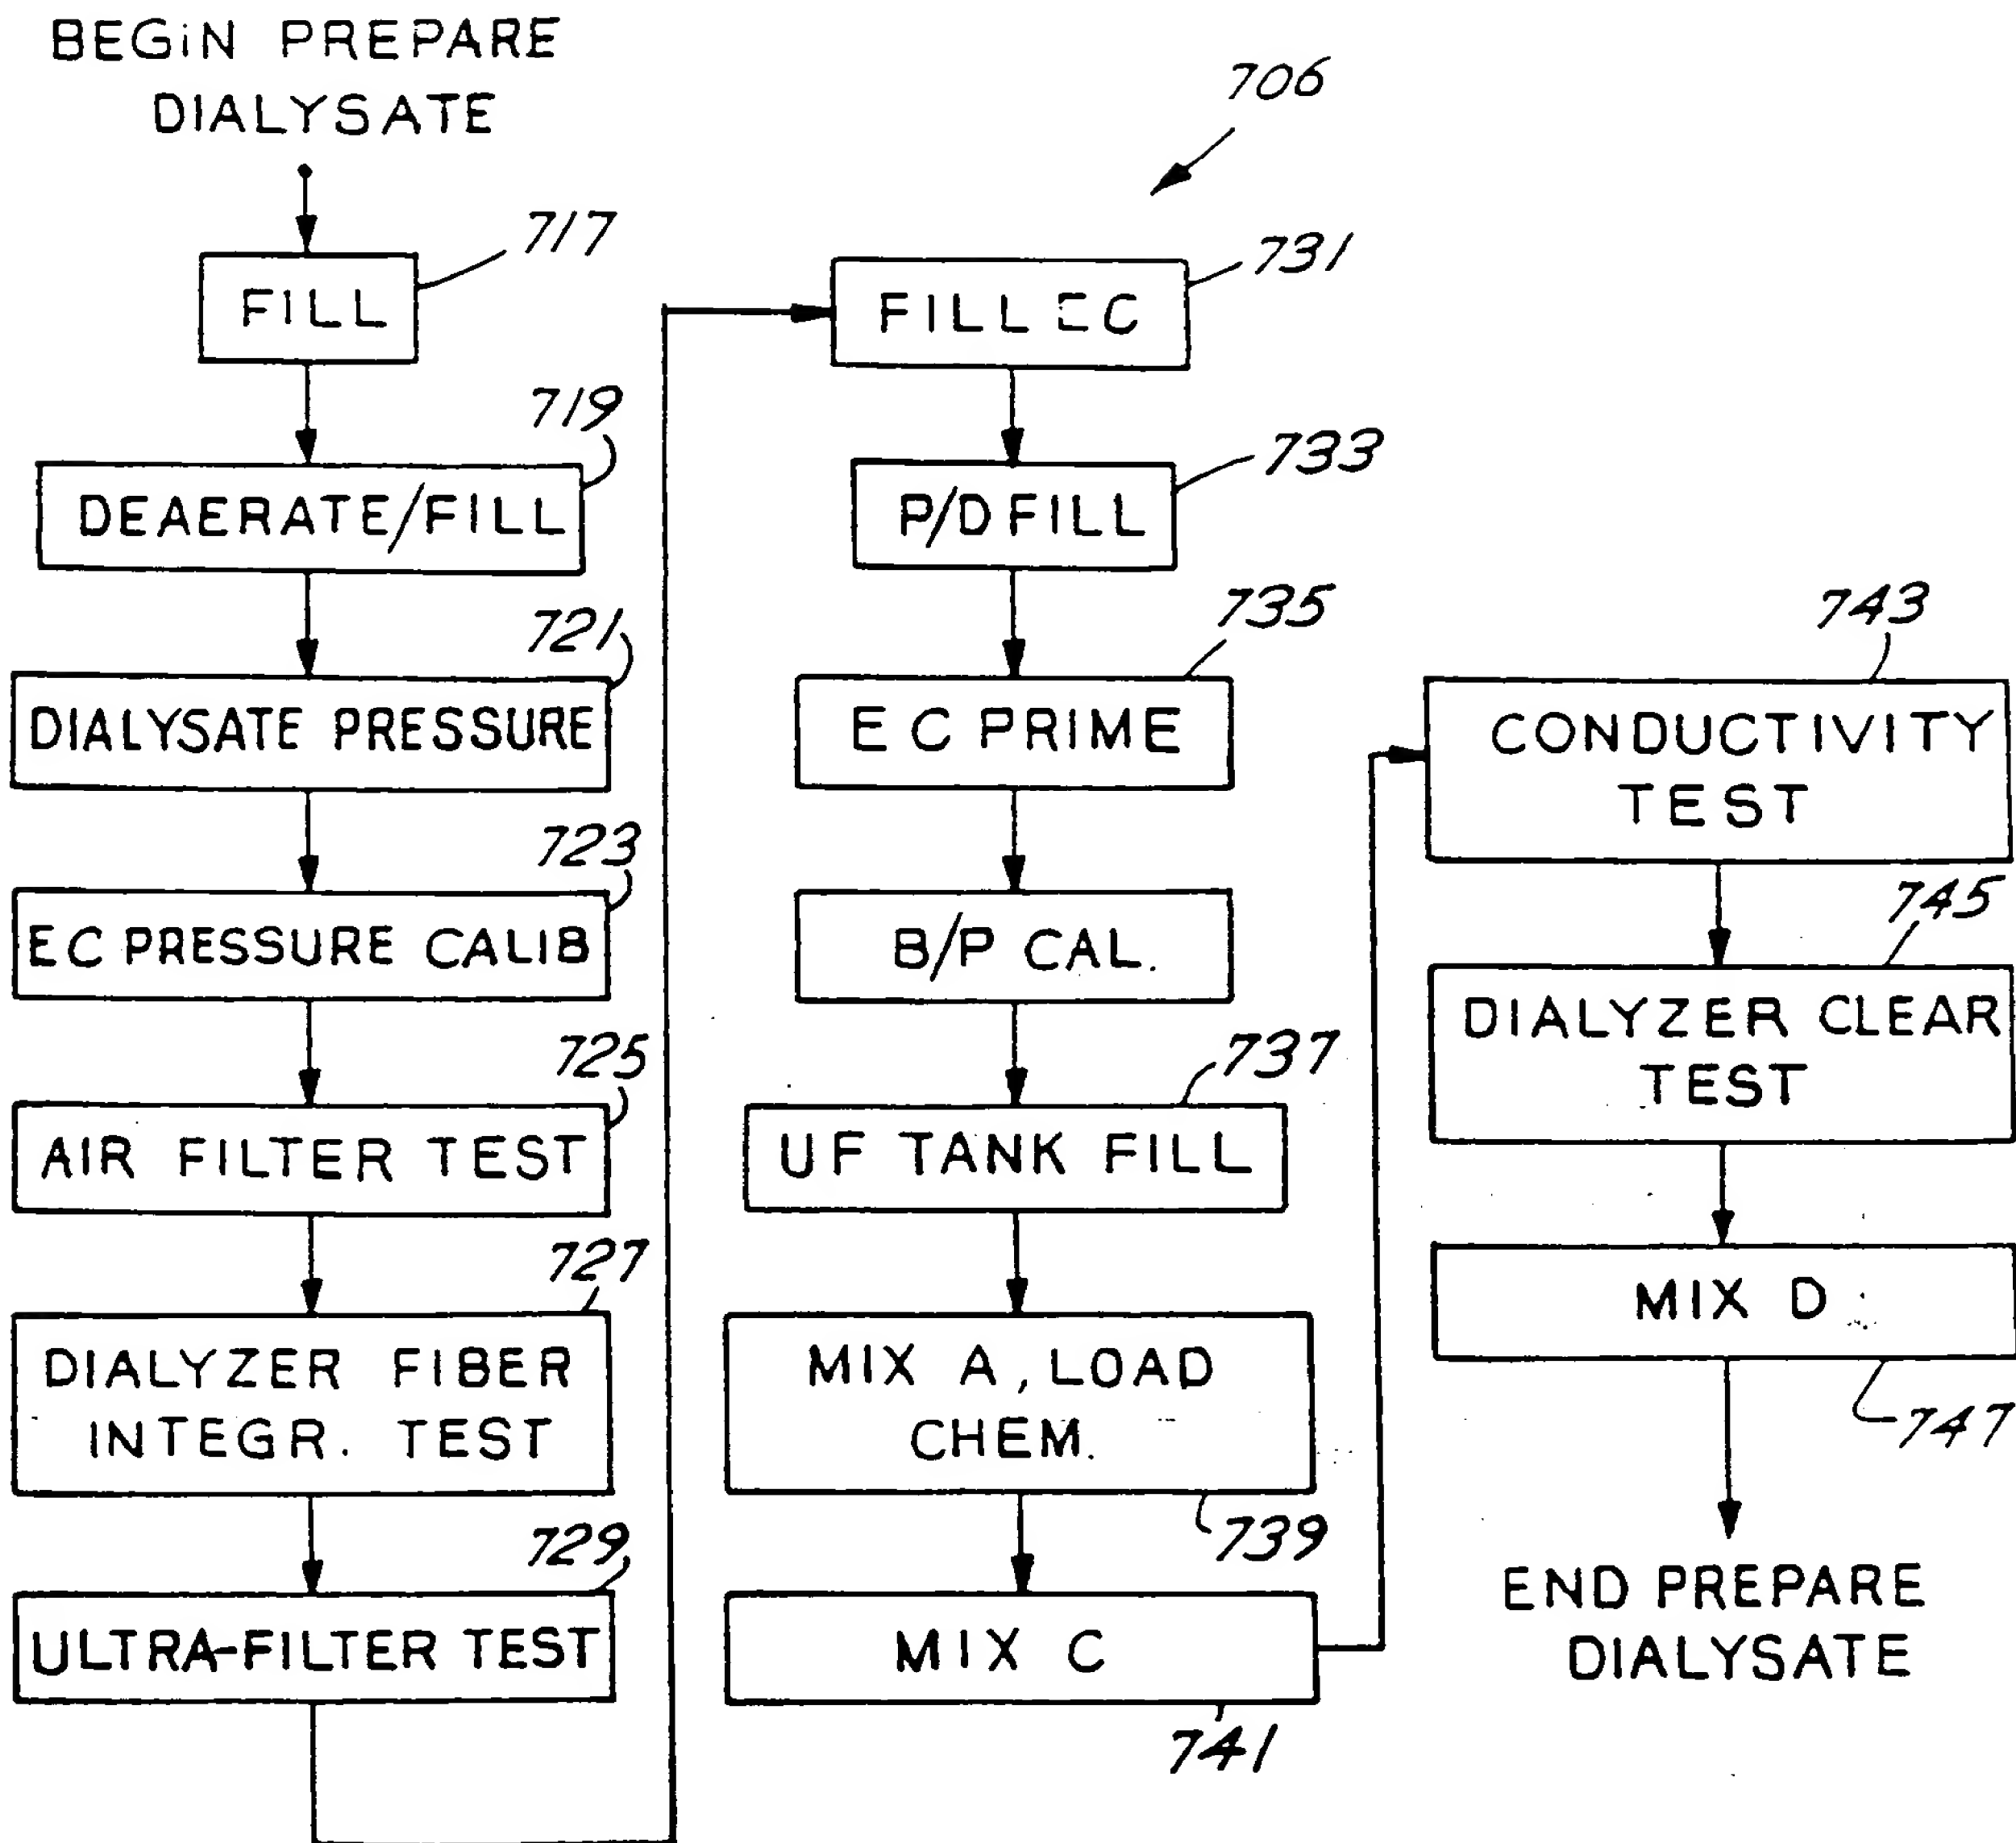 BEGiN PREPARE
DIALYSATE
706
717
FILL
719
DEAERATE/FILL
721
DIALYSATE PRESSURE
723
EC PRESSURE CALIB
725
AIR FILTER TEST
727
DIALYZER FIBER
INTEGR. TEST
729
ULTRA-FILTER TEST
731
FILL EC
733
P/D FILL
735
EC PRIME
B/P CAL.
737
UF TANK FILL
MIX A, LOAD
CHEM.
739
MIX C
741
743
CONDUCTIVITY
TEST
745
DIALYZER CLEAR
TEST
MIX D
747
END PREPARE
DIALYSATE